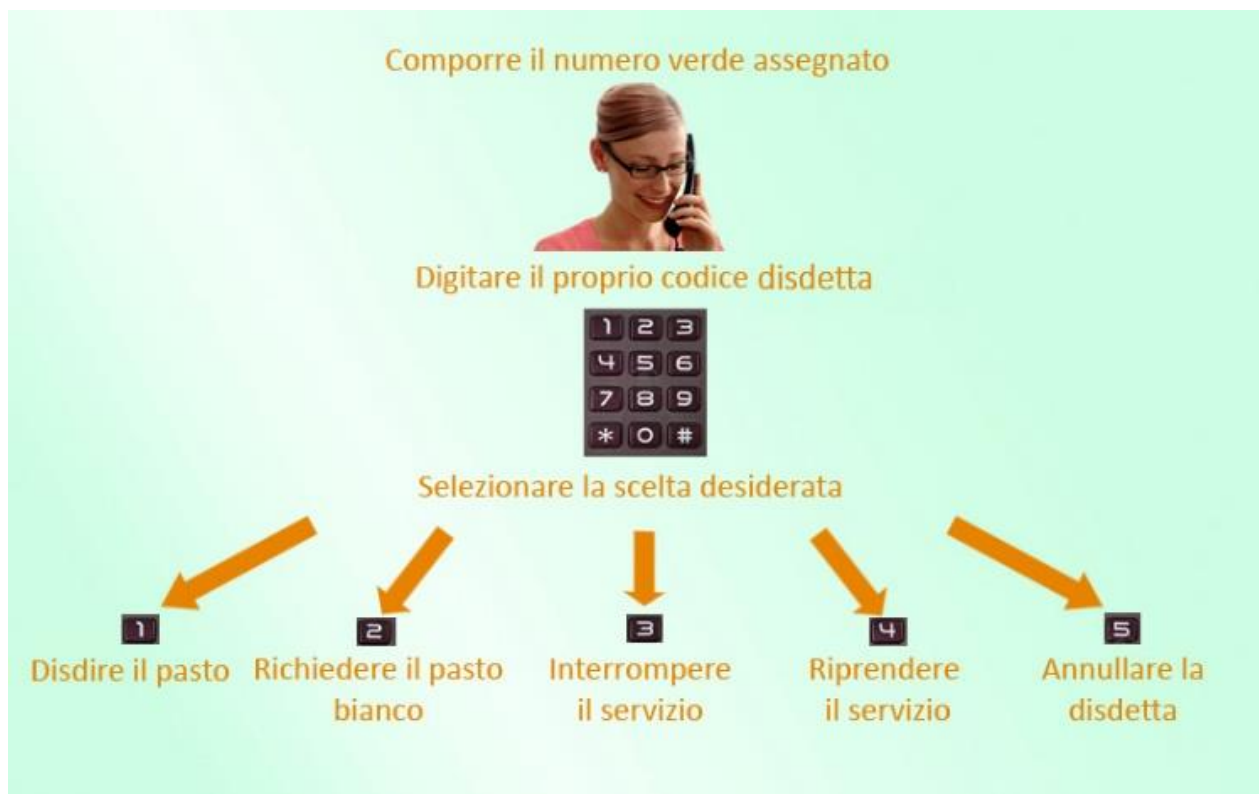 Comporre il numero verde assegnato
Digitare il proprio codice disdetta
1 2 3
4 5 6
7 8 9
* 0 #
Selezionare la scelta desiderata
1
Disdire il pasto
2
Richiedere il pasto
bianco
3
Interrompere
il servizio
4
Riprendere
il servizio
5
Annullare la
disdetta